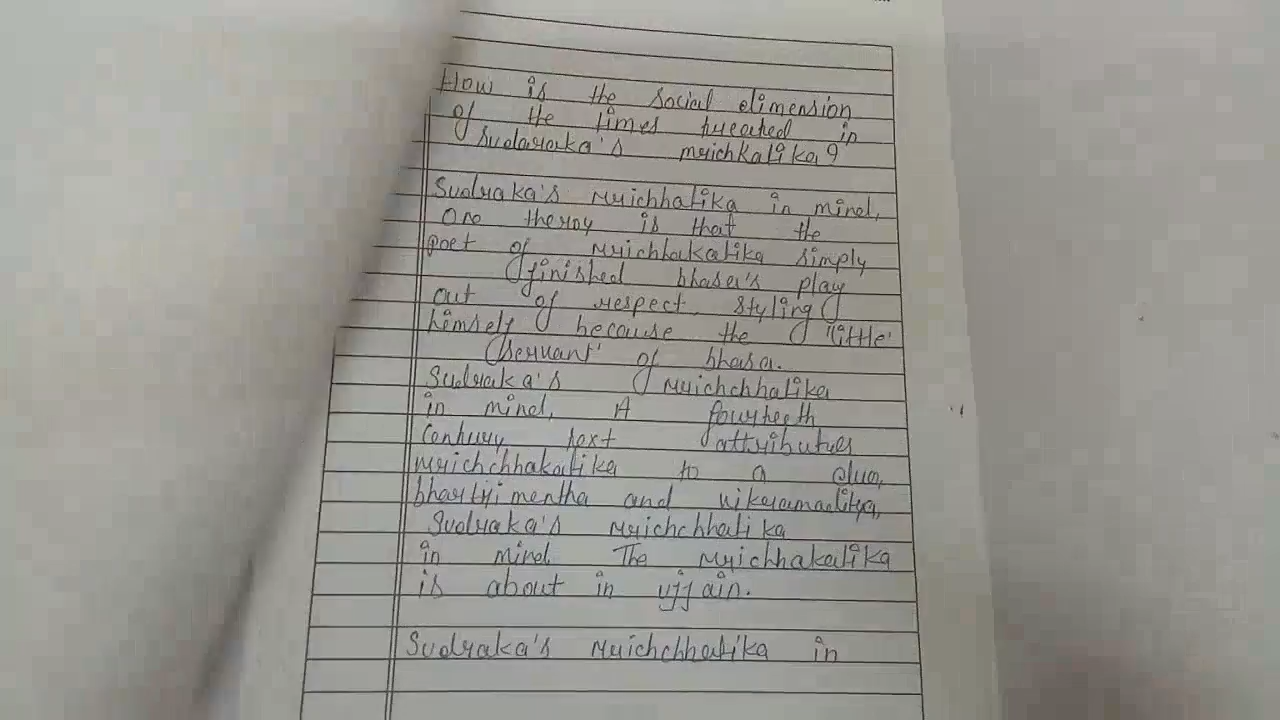 How is the social dimension
of the times treated in
Sudaraka's mrichkatika?
Sudraka's mrichhatika in mind,
One theroy is that the
poet of mrichhakatika simply
finished bhasa's play
out of respect, styling
himself because the 'little
servant' of bhasa.
Sudraka's mrichchhatika
in mind, A fourteeth
Century text attributes
mrichchhakatika to a duo,
bhartrimentha and vikramaditya,
Sudraka's mrichchhatika
in mind The mrichhakatika
is about in ujjain.
Sudraka's mrichchhatika in